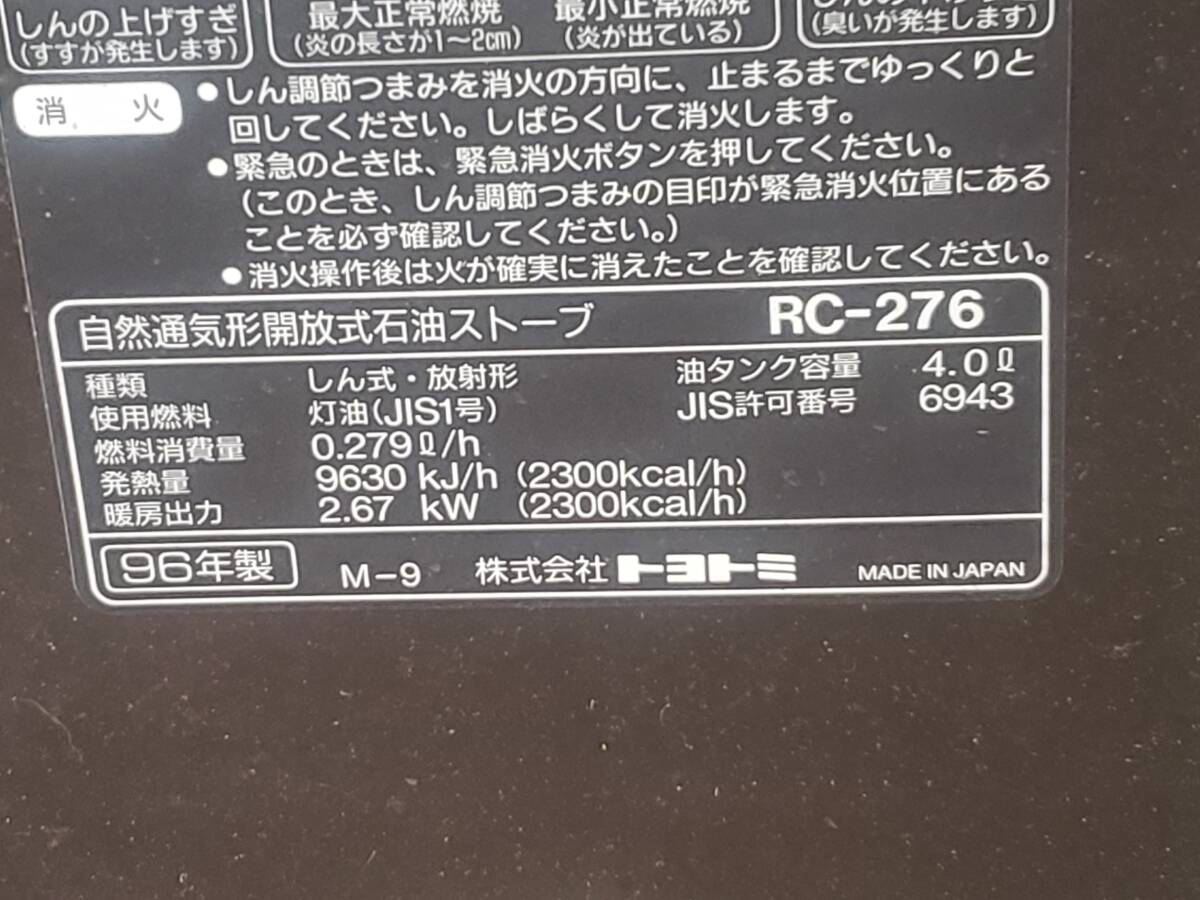 しんの上げすぎ
(すすが発生します)
最大正常燃焼
(炎の長さが1〜2cm)
最小正常燃焼
(炎が出ている)
(臭いが発生します)
消 火
●しん調節つまみを消火の方向に、止まるまでゆっくりと
回してください。しばらくして消火します。
●緊急のときは、緊急消火ボタンを押してください。
(このとき、しん調節つまみの目印が緊急消火位置にある
ことを必ず確認してください。)
●消火操作後は火が確実に消えたことを確認してください。
自然通気形開放式石油ストーブ RC-276
種類 しん式・放射形 油タンク容量 4.0ℓ
使用燃料 灯油(JIS1号) JIS許可番号 6943
燃料消費量 0.279ℓ/h
発熱量 9630 kJ/h (2300kcal/h)
暖房出力 2.67 kW (2300kcal/h)
96年製 M-9 株式会社トヨトミ MADE IN JAPAN